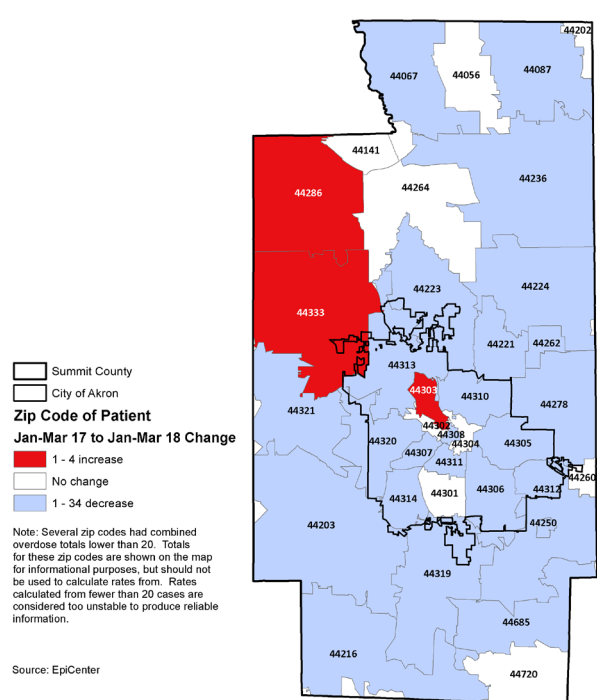 44202
44067
44056
44087
44141
44286
44264
44236
44223
44224
44333
44221
44262
44313
44303
44310
44278
44321
44302
44308
44304
44305
44320
44307
44311
44260
44314
44301
44306
44312
44250
44203
44319
44685
44216
44720
Summit County
City of Akron
Zip Code of Patient
Jan-Mar 17 to Jan-Mar 18 Change
1 - 4 increase
No change
1 - 34 decrease
Note: Several zip codes had combined
overdose totals lower than 20. Totals
for these zip codes are shown on the map
for informational purposes, but should not
be used to calculate rates from. Rates
calculated from fewer than 20 cases are
considered too unstable to produce reliable
information.
Source: EpiCenter